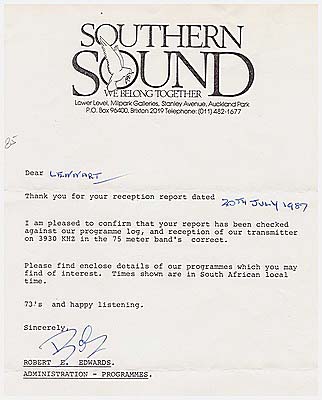 SOUTHERN
SOUND
WE BELONG TOGETHER
Lower Level, Milpark Galleries, Stanley Avenue, Auckland Park
P.O. Box 96400, Brixton 2019 Telephone: (011) 482-1677
85
Dear LENNART
Thank you for your reception report dated 20TH JULY 1987
I am pleased to confirm that your report has been checked
against our programme log, and reception of our transmitter
on 3930 KHZ in the 75 meter band's correct.
Please find enclose details of our programmes which you may
find of interest. Times shown are in South African local
time.
73's and happy listening.
Sincerely,
Bob
ROBERT E. EDWARDS.
ADMINISTRATION - PROGRAMMES.